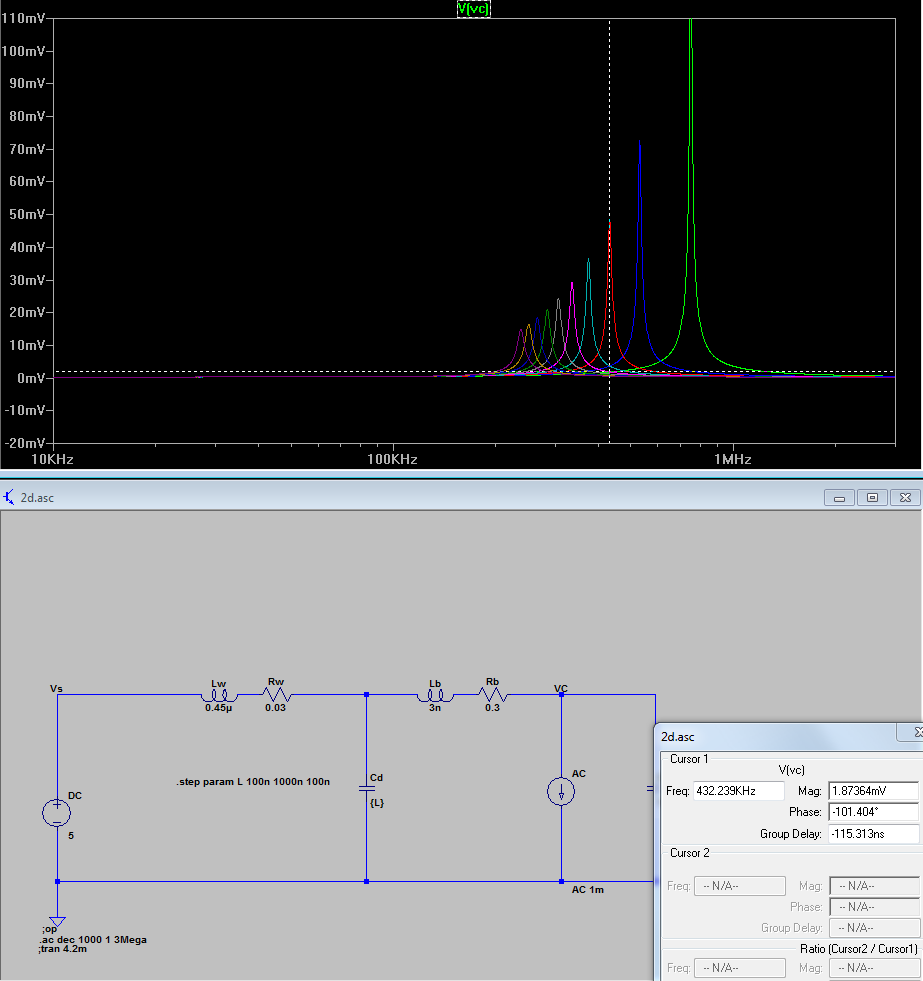 V(vc)
110mV
100mV
90mV
80mV
70mV
60mV
50mV
40mV
30mV
20mV
10mV
0mV
-10mV
-20mV
10KHz 100KHz 1MHz
2d.asc
Vs Lw Rw Lb Rb VC
0.45µ 0.03 3n 0.3
2d.asc
Cursor 1
V(vc)
Freq: 432.239KHz Mag: 1.87364mV
Phase: -101.404°
Group Delay: -115.313ns
Cursor 2
Freq: -- N/A-- Mag: -- N/A--
Phase: -- N/A--
Group Delay: -- N/A--
Ratio (Cursor2 / Cursor1)
Freq: -- N/A-- Mag: -- N/A--
.step param L 100n 1000n 100n
Cd
{L}
AC
AC 1m
DC
5
;op
.ac dec 1000 1 3Mega
;tran 4.2m